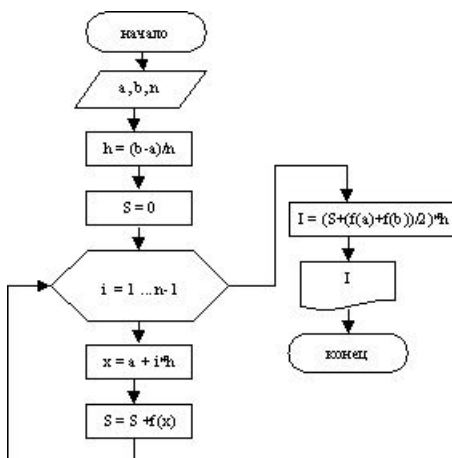 начало
a,b,n
h = (b-a)/n
S = 0
i = 1 ...n-1
x = a + i*h
S = S +f(x)
I = (S+(f(a)+f(b))/2)*h
I
конец